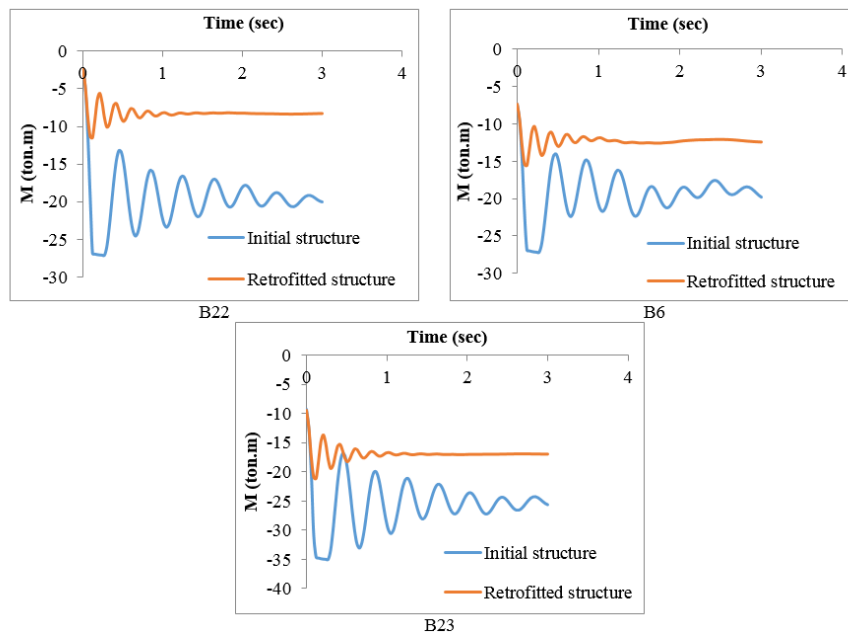 Time (sec)
0
0 1 2 3 4
-5
-10
-15
-20
-25
-30
M (ton.m)
Initial structure
Retrofitted structure
B22
Time (sec)
0
0 1 2 3 4
-5
-10
-15
-20
-25
-30
M (ton.m)
Initial structure
Retrofitted structure
B6
Time (sec)
0
0 1 2 3 4
-5
-10
-15
-20
-25
-30
-35
-40
M (ton.m)
Initial structure
Retrofitted structure
B23